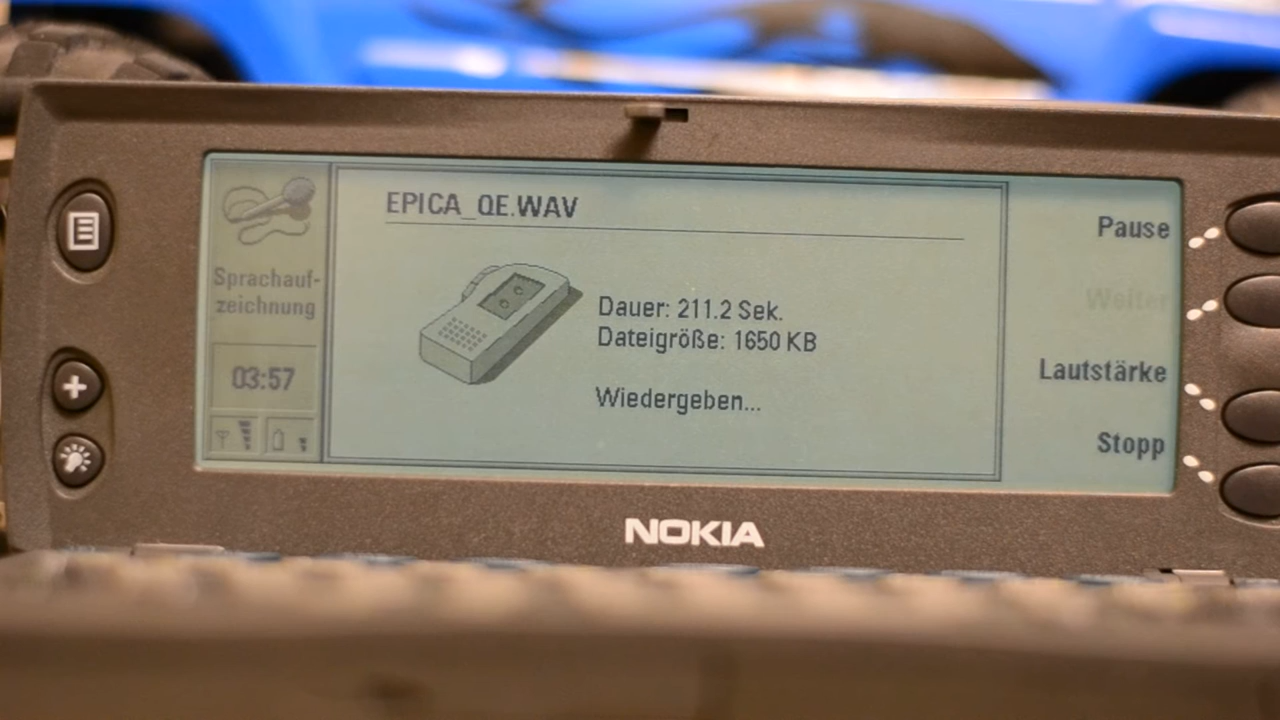 EPICA_QE.WAV
Sprachauf-
zeichnung
03:57
Dauer: 211.2 Sek.
Dateigröße: 1650 KB
Wiedergeben...
Pause
Weiter
Lautstärke
Stopp
NOKIA